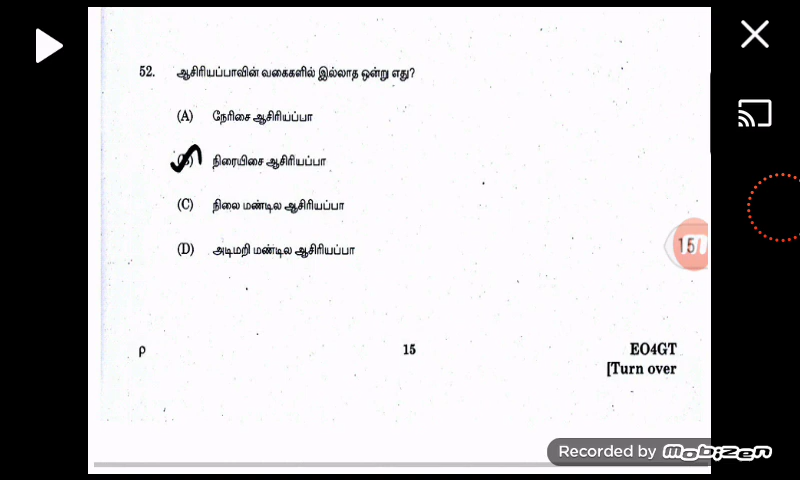 52. ஆசிரியப்பாவின் வகைகளில் இல்லாத ஒன்று எது?
(A) நேரிசை ஆசிரியப்பா
(B) நிரையிசை ஆசிரியப்பா
(C) நிலை மண்டில ஆசிரியப்பா
(D) அடிமறி மண்டில ஆசிரியப்பா
15
ρ 15 EO4GT
[Turn over
Recorded by mobizen